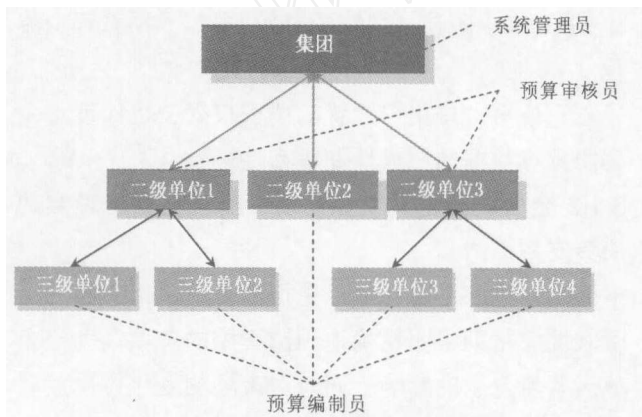 集团
系统管理员
预算审核员
二级单位1
二级单位2
二级单位3
三级单位1
三级单位2
三级单位3
三级单位4
预算编制员